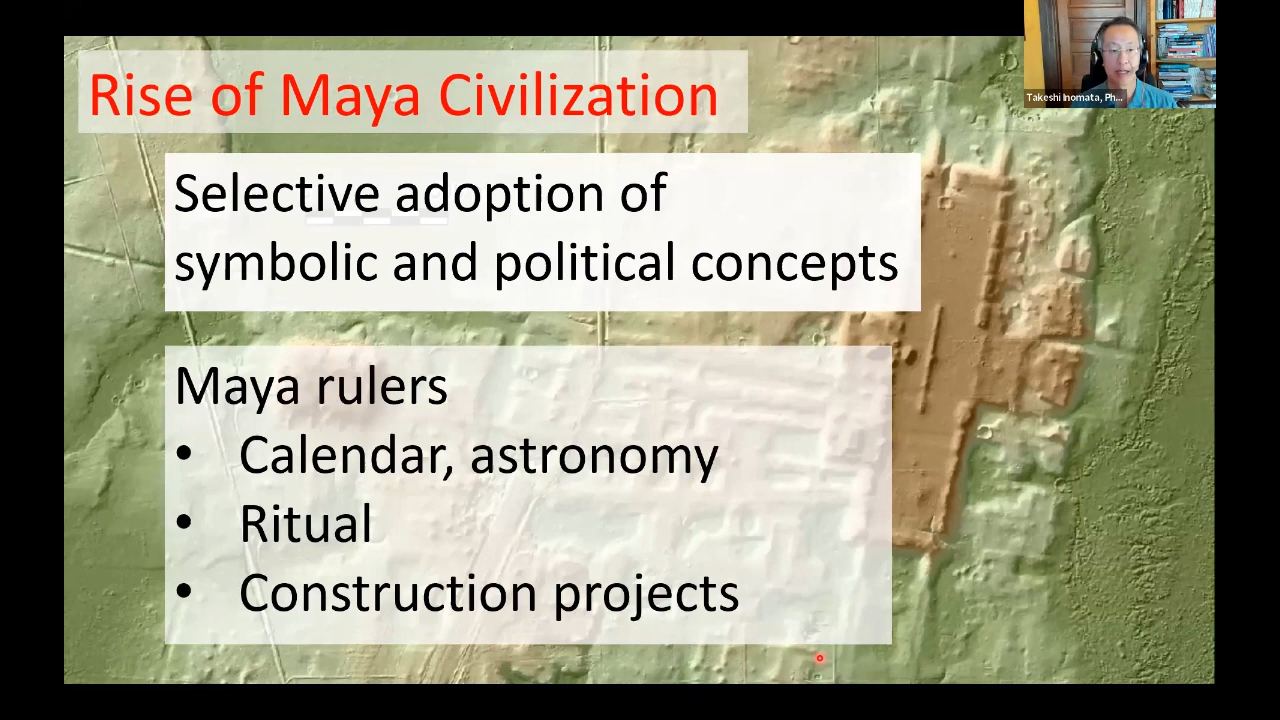 Rise of Maya Civilization
Takeshi Inomata, Ph...
Selective adoption of
symbolic and political concepts
Maya rulers
• Calendar, astronomy
• Ritual
• Construction projects